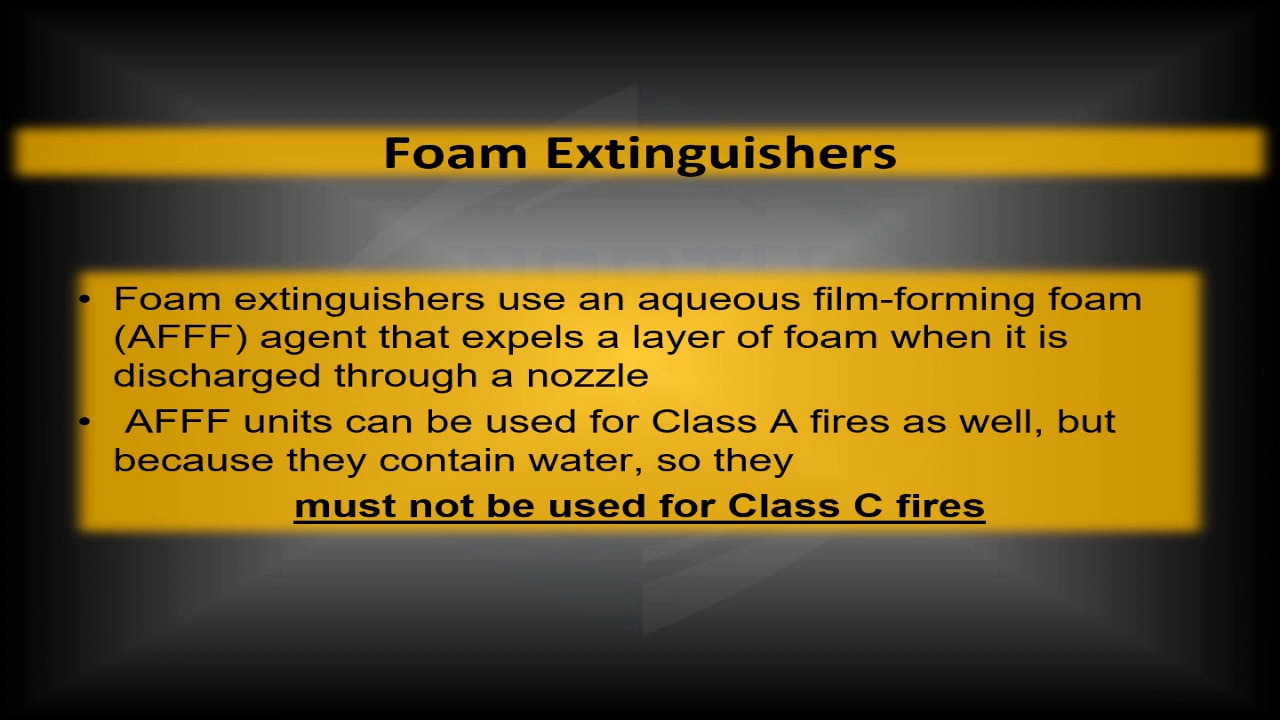 Foam Extinguishers
• Foam extinguishers use an aqueous film-forming foam
(AFFF) agent that expels a layer of foam when it is
discharged through a nozzle
• AFFF units can be used for Class A fires as well, but
because they contain water, so they
must not be used for Class C fires